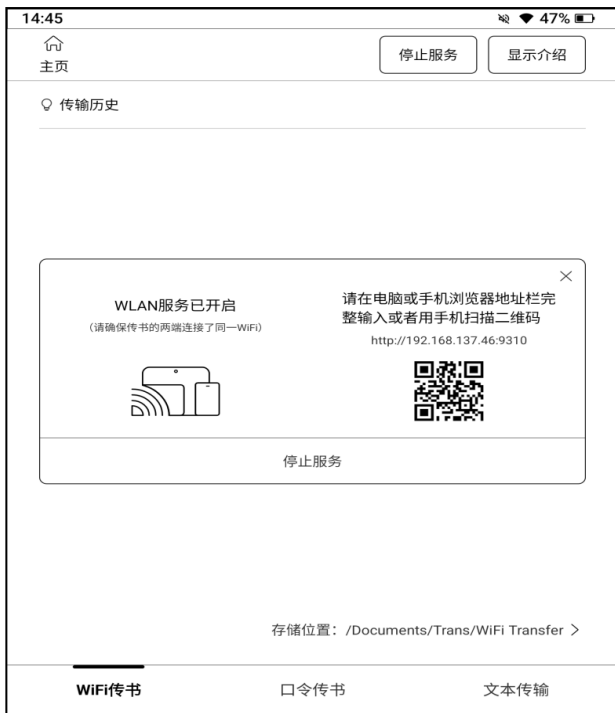 14:45
47%
主页
停止服务
显示介绍
传输历史
WLAN服务已开启
(请确保传书的两端连接了同一WiFi)
请在电脑或手机浏览器地址栏完
整输入或者用手机扫描二维码
http://192.168.137.46:9310
停止服务
存储位置：/Documents/Trans/WiFi Transfer
WiFi传书
口令传书
文本传输